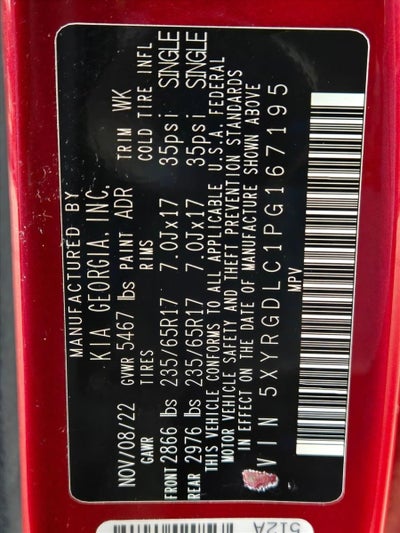 MANUFACTURED BY
KIA GEORGIA, INC.
NOV/08/22 GVWR 5467 lbs PAINT ADR TRIM WK
GAWR TIRES RIMS COLD TIRE INFL
FRONT 2866 lbs 235/65R17 7.0Jx17 35psi SINGLE
REAR 2976 lbs 235/65R17 7.0Jx17 35psi SINGLE
THIS VEHICLE CONFORMS TO ALL APPLICABLE U.S.A. FEDERAL
MOTOR VEHICLE SAFETY AND THEFT PREVENTION STANDARDS
IN EFFECT ON THE DATE OF MANUFACTURE SHOWN ABOVE
VIN 5XYRGDLC1PG167195
MPV
512A